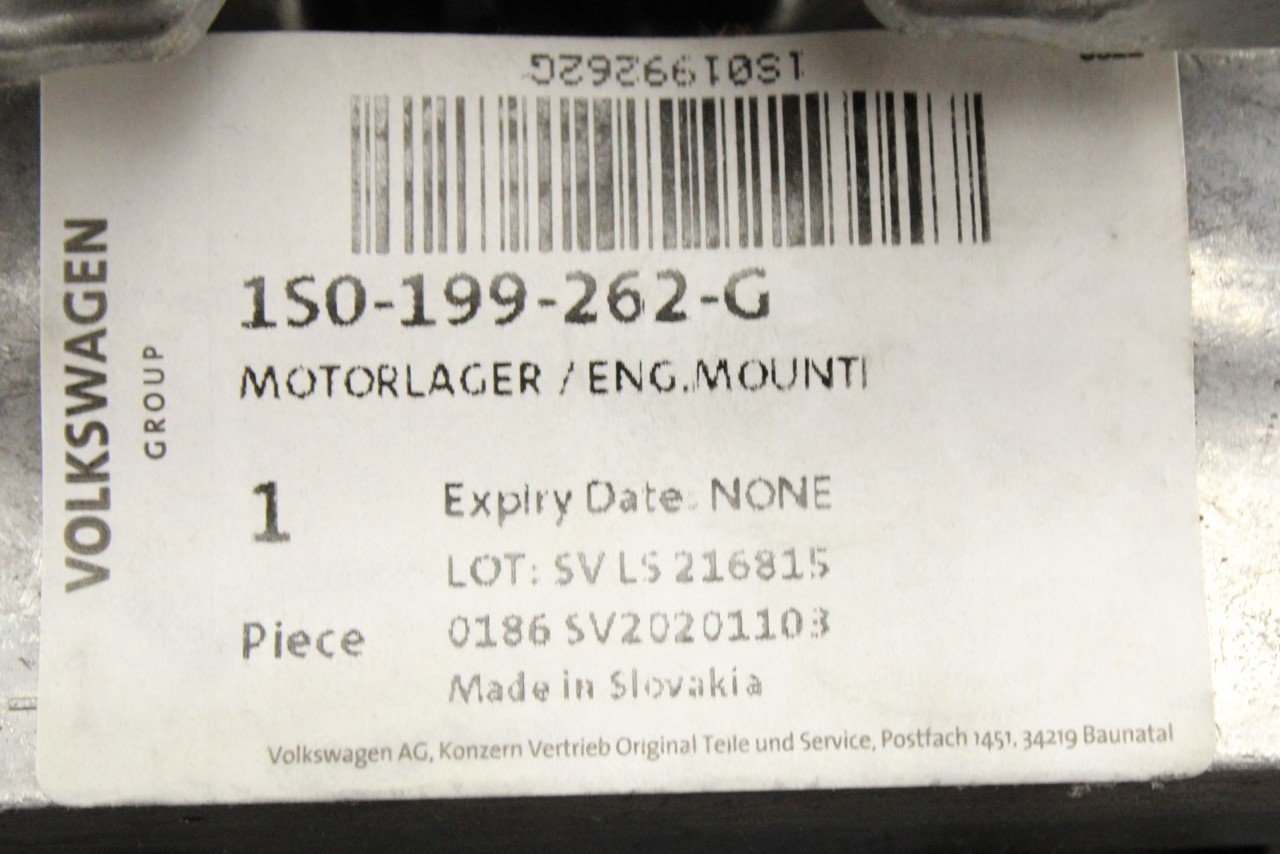 1S0199262G
1S0-199-262-G
MOTORLAGER / ENG.MOUNTI
1
Piece
Expiry Date: NONE
LOT: SV LS 216815
0186 SV20201103
Made in Slovakia
Volkswagen AG, Konzern Vertrieb Original Teile und Service, Postfach 1451, 34219 Baunatal
VOLKSWAGEN
GROUP